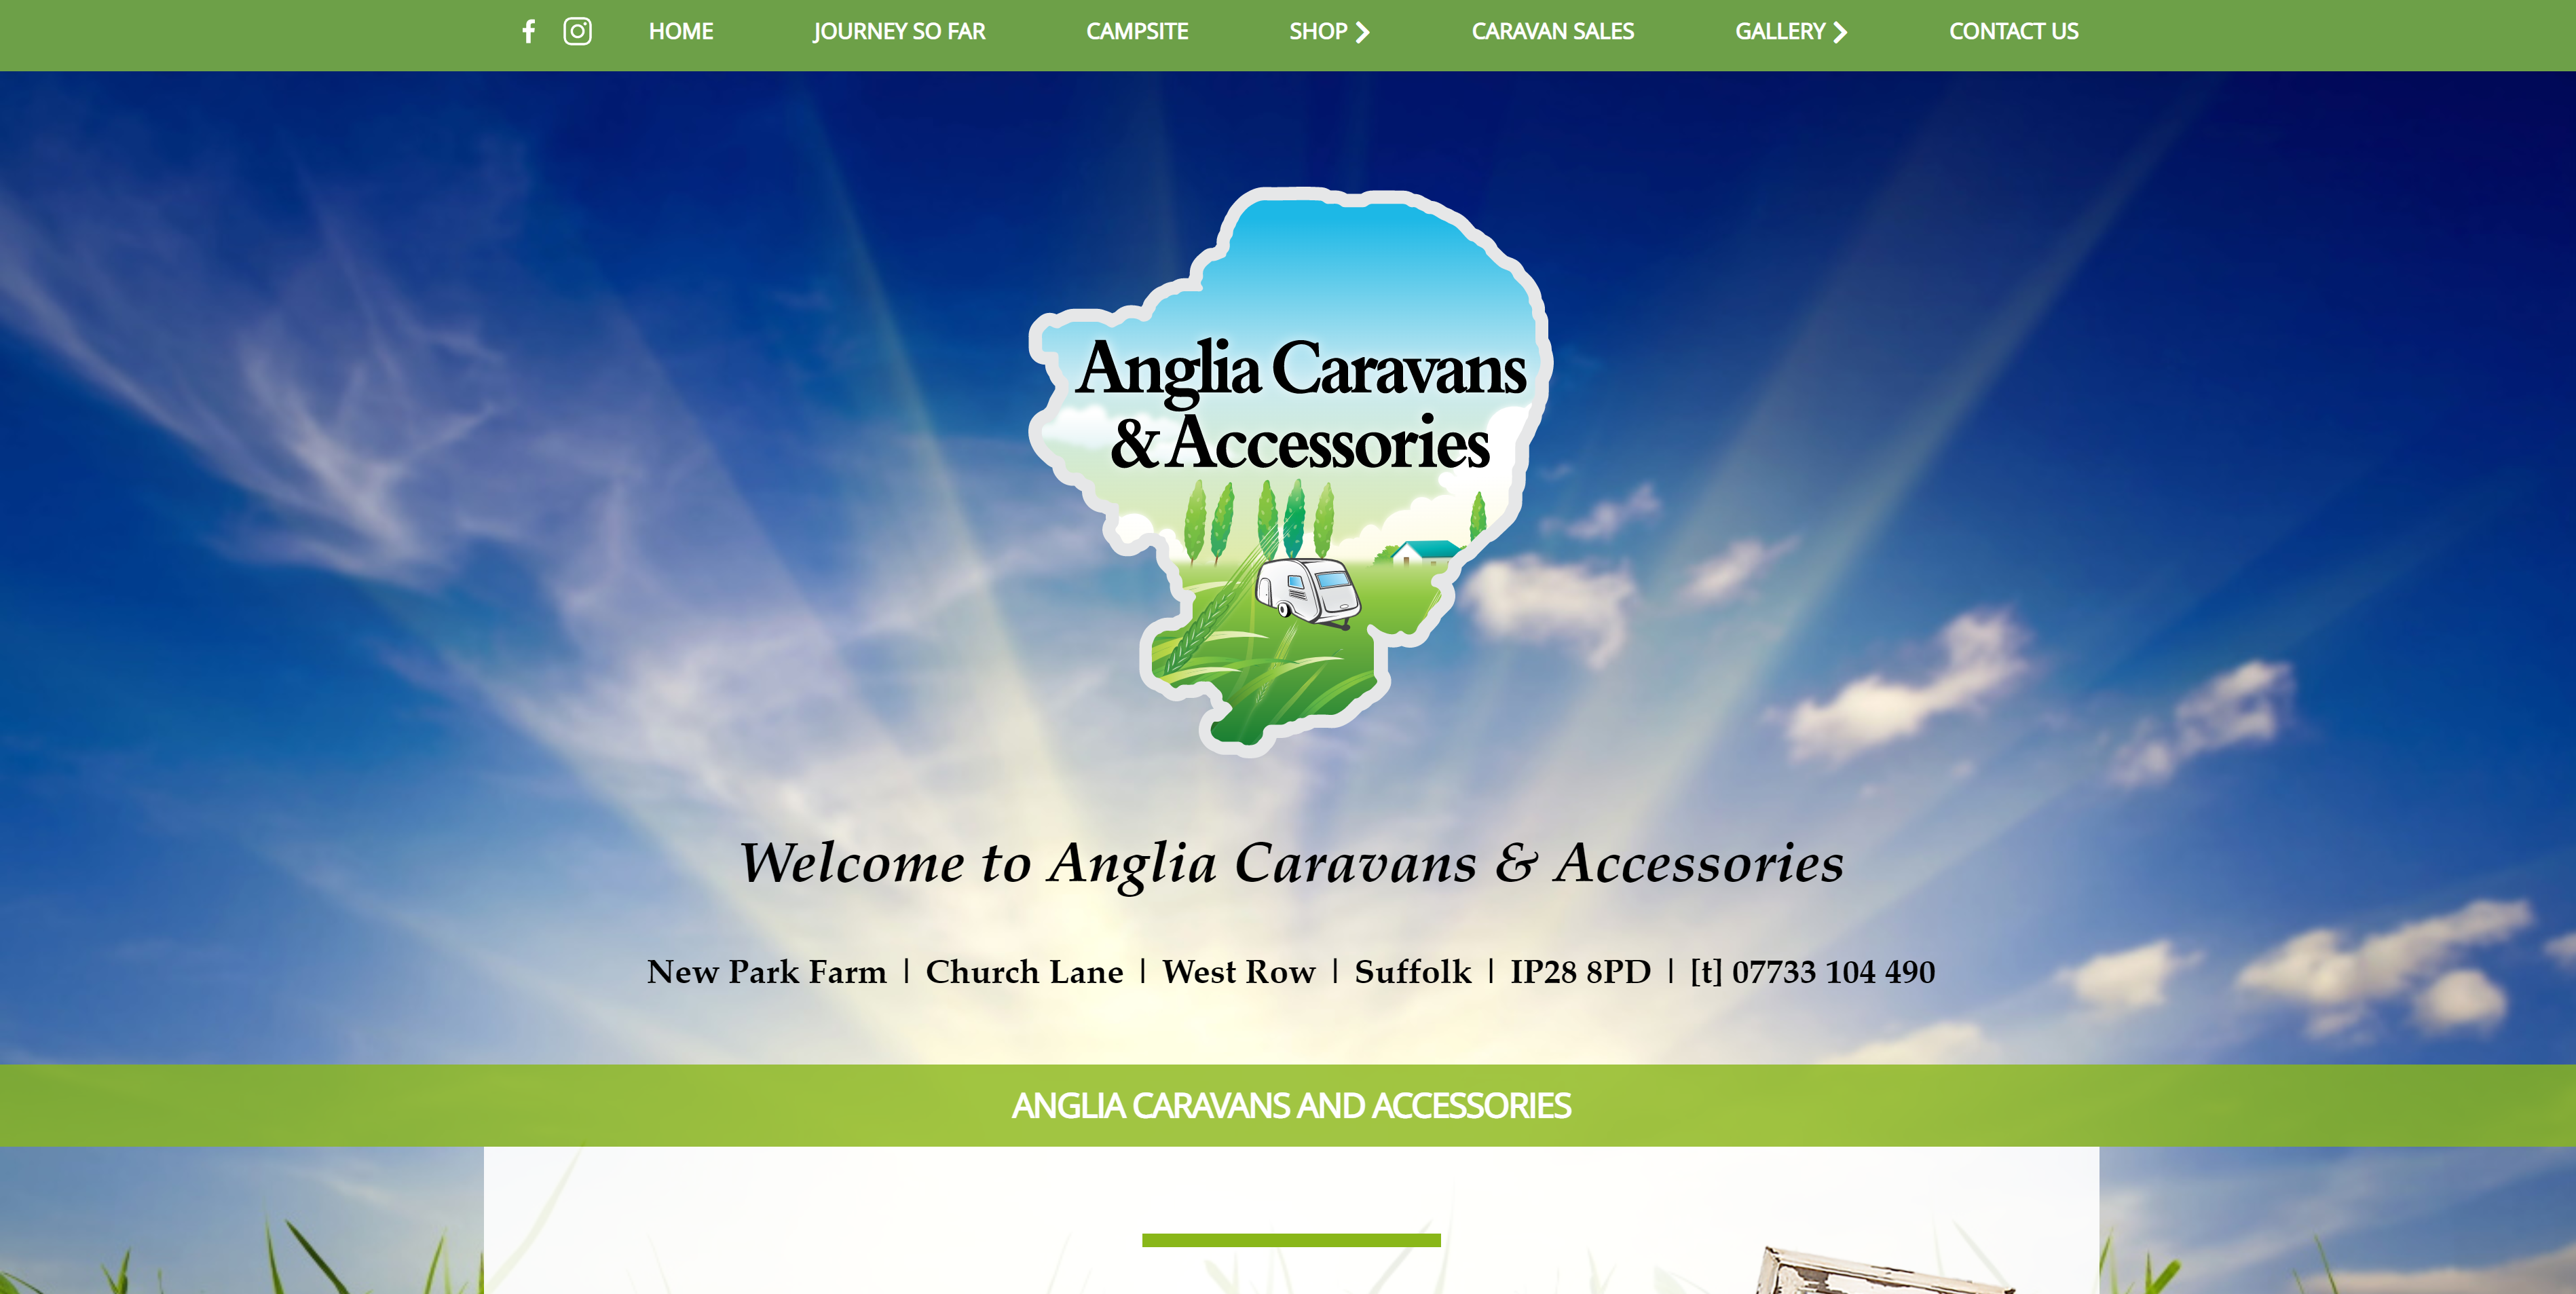 HOME JOURNEY SO FAR CAMPSITE SHOP CARAVAN SALES GALLERY CONTACT US
Anglia Caravans
& Accessories
Welcome to Anglia Caravans & Accessories
New Park Farm | Church Lane | West Row | Suffolk | IP28 8PD | [t] 07733 104 490
ANGLIA CARAVANS AND ACCESSORIES